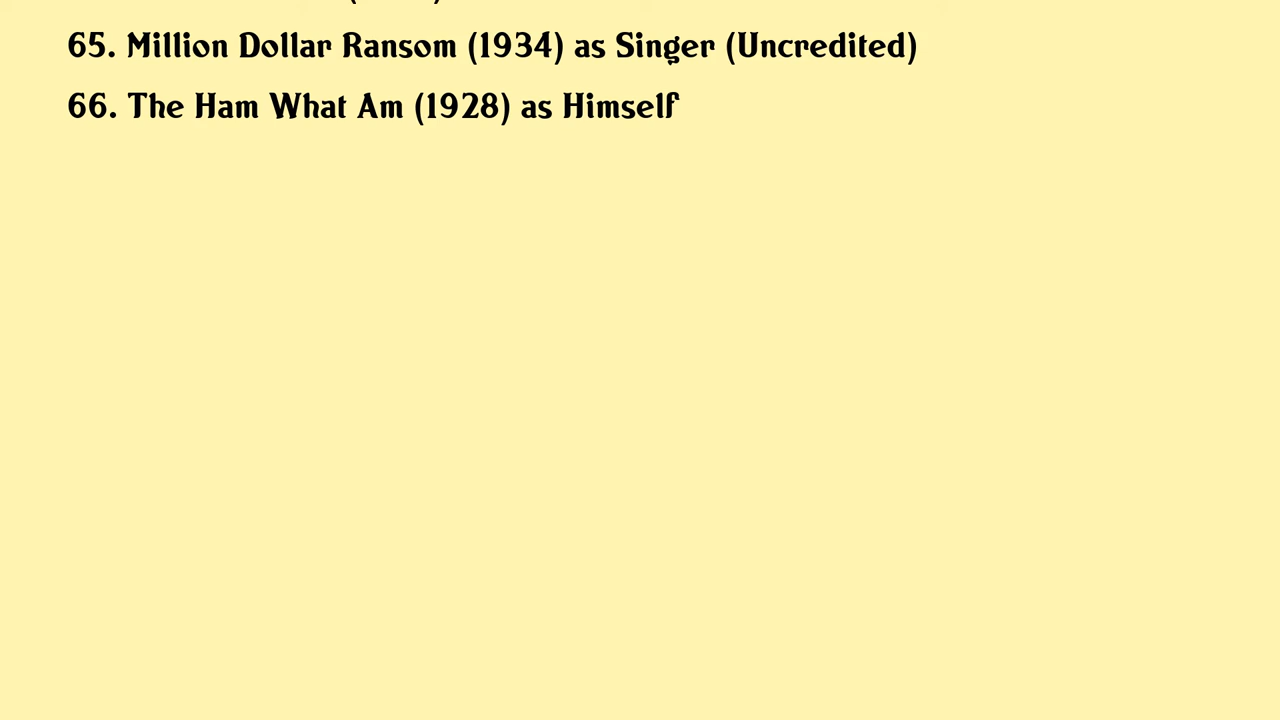 65. Million Dollar Ransom (1934) as Singer (Uncredited)
66. The Ham What Am (1928) as Himself